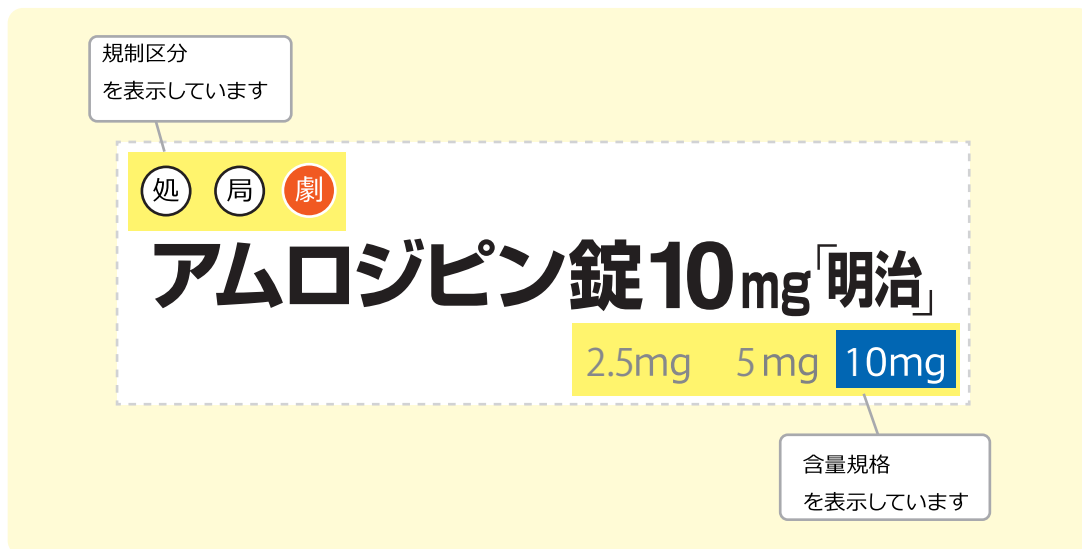 規制区分
を表示しています
処 局 劇
アムロジピン錠10mg「明治」
2.5mg 5mg 10mg
含量規格
を表示しています